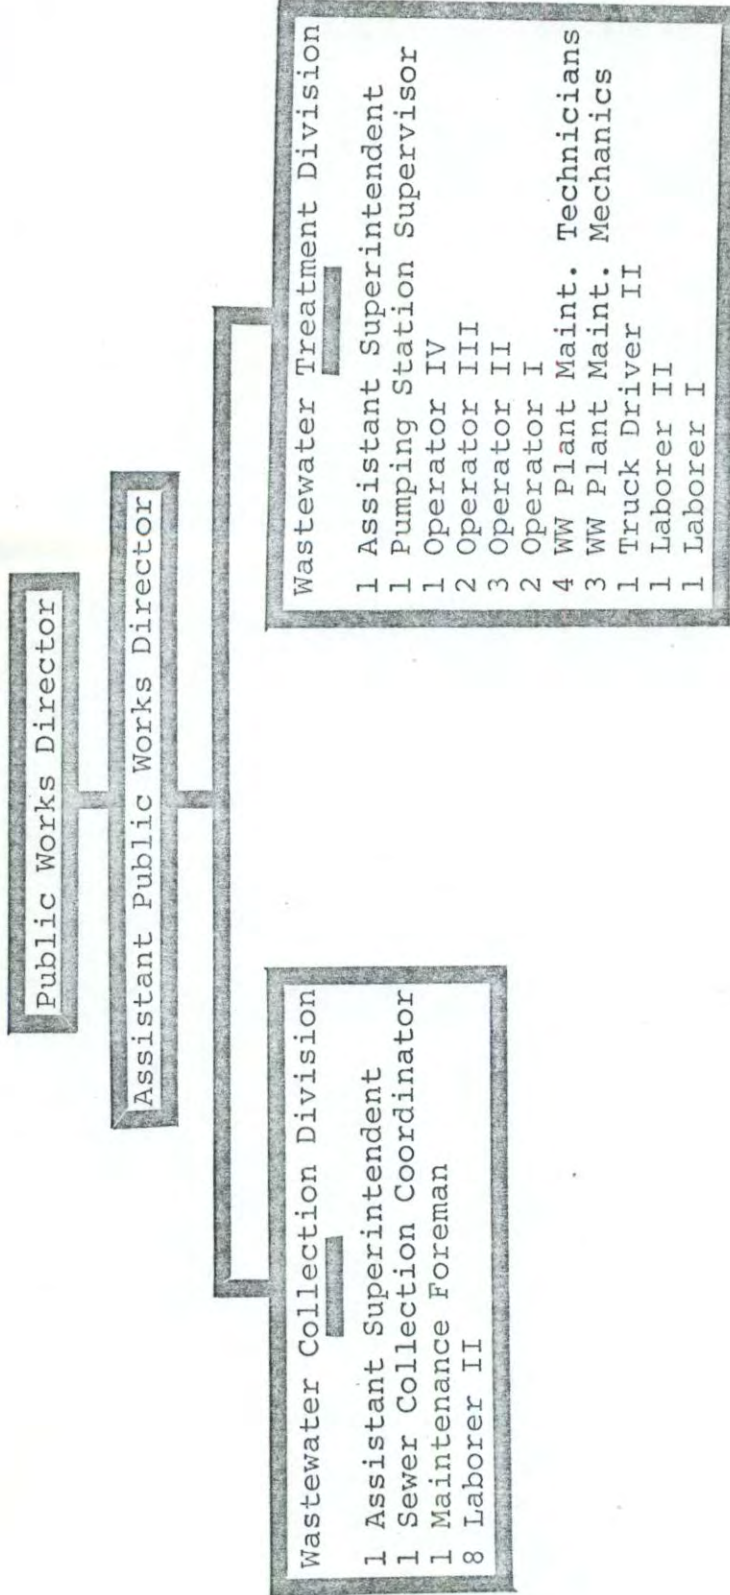 Public Works Director
Assistant Public Works Director
Wastewater Collection Division
1 Assistant Superintendent
1 Sewer Collection Coordinator
1 Maintenance Foreman
8 Laborer II
Wastewater Treatment Division
1 Assistant Superintendent
1 Pumping Station Supervisor
1 Operator IV
2 Operator III
3 Operator II
2 Operator I
4 WW Plant Maint. Technicians
3 WW Plant Maint. Mechanics
1 Truck Driver II
1 Laborer II
1 Laborer I